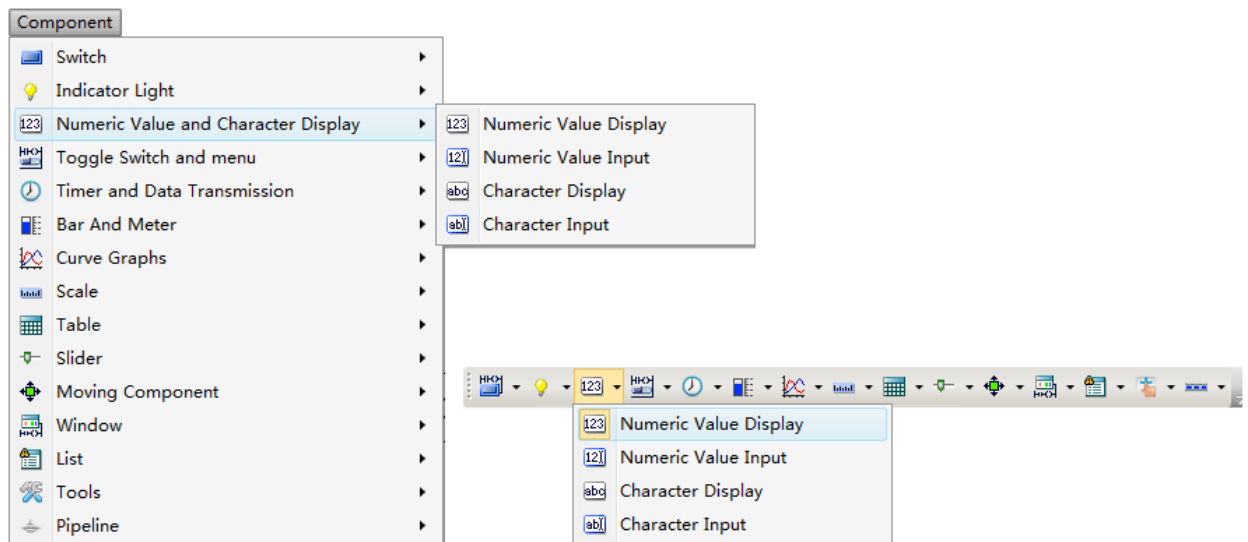 Component
Switch
Indicator Light
Numeric Value and Character Display
Toggle Switch and menu
Timer and Data Transmission
Bar And Meter
Curve Graphs
Scale
Table
Slider
Moving Component
Window
List
Tools
Pipeline
Numeric Value Display
Numeric Value Input
Character Display
Character Input
Numeric Value Display
Numeric Value Input
Character Display
Character Input